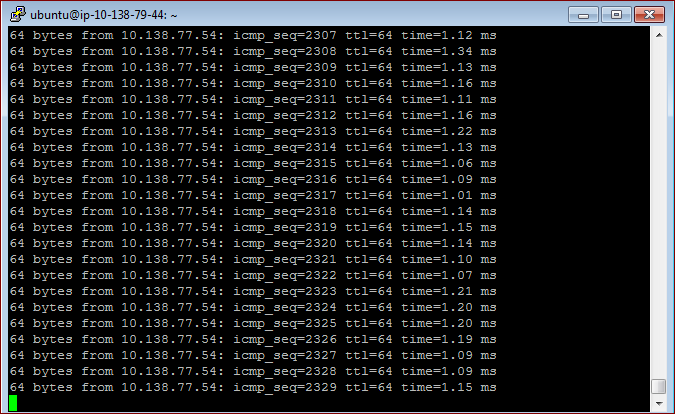 ubuntu@ip-10-138-79-44: ~
64 bytes from 10.138.77.54: icmp_seq=2307 ttl=64 time=1.12 ms
64 bytes from 10.138.77.54: icmp_seq=2308 ttl=64 time=1.34 ms
64 bytes from 10.138.77.54: icmp_seq=2309 ttl=64 time=1.13 ms
64 bytes from 10.138.77.54: icmp_seq=2310 ttl=64 time=1.16 ms
64 bytes from 10.138.77.54: icmp_seq=2311 ttl=64 time=1.11 ms
64 bytes from 10.138.77.54: icmp_seq=2312 ttl=64 time=1.16 ms
64 bytes from 10.138.77.54: icmp_seq=2313 ttl=64 time=1.22 ms
64 bytes from 10.138.77.54: icmp_seq=2314 ttl=64 time=1.13 ms
64 bytes from 10.138.77.54: icmp_seq=2315 ttl=64 time=1.06 ms
64 bytes from 10.138.77.54: icmp_seq=2316 ttl=64 time=1.09 ms
64 bytes from 10.138.77.54: icmp_seq=2317 ttl=64 time=1.01 ms
64 bytes from 10.138.77.54: icmp_seq=2318 ttl=64 time=1.14 ms
64 bytes from 10.138.77.54: icmp_seq=2319 ttl=64 time=1.15 ms
64 bytes from 10.138.77.54: icmp_seq=2320 ttl=64 time=1.14 ms
64 bytes from 10.138.77.54: icmp_seq=2321 ttl=64 time=1.10 ms
64 bytes from 10.138.77.54: icmp_seq=2322 ttl=64 time=1.07 ms
64 bytes from 10.138.77.54: icmp_seq=2323 ttl=64 time=1.21 ms
64 bytes from 10.138.77.54: icmp_seq=2324 ttl=64 time=1.20 ms
64 bytes from 10.138.77.54: icmp_seq=2325 ttl=64 time=1.20 ms
64 bytes from 10.138.77.54: icmp_seq=2326 ttl=64 time=1.19 ms
64 bytes from 10.138.77.54: icmp_seq=2327 ttl=64 time=1.09 ms
64 bytes from 10.138.77.54: icmp_seq=2328 ttl=64 time=1.09 ms
64 bytes from 10.138.77.54: icmp_seq=2329 ttl=64 time=1.15 ms